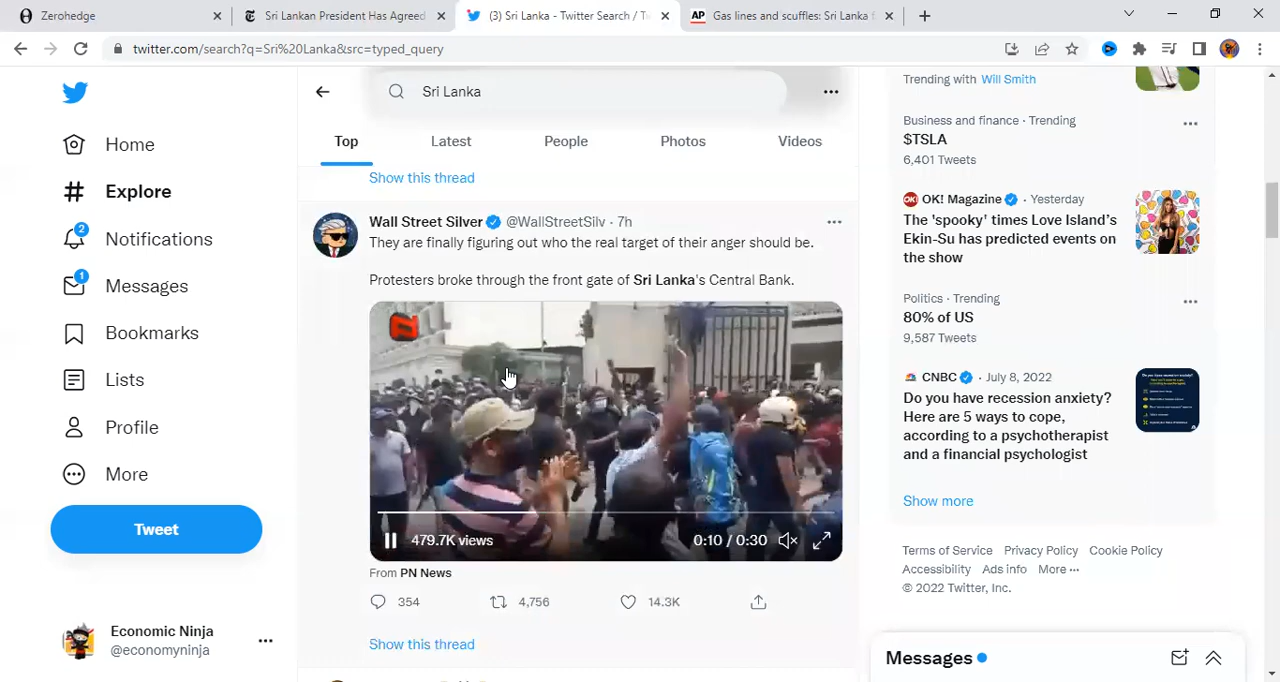 Zerohedge
Sri Lankan President Has Agreed
(3) Sri Lanka - Twitter Search / Tw
AP
Gas lines and scuffles: Sri Lanka f
twitter.com/search?q=Sri%20Lanka&src=typed_query
Home
Explore
2
Notifications
1
Messages
Bookmarks
Lists
Profile
More
Tweet
Economic Ninja
@economyninja
Sri Lanka
Top
Latest
People
Photos
Videos
Show this thread
Wall Street Silver @WallStreetSilv · 7h
They are finally figuring out who the real target of their anger should be.
Protesters broke through the front gate of Sri Lanka's Central Bank.
479.7K views
0:10 / 0:30
From PN News
354
4,756
14.3K
Show this thread
Trending with Will Smith
Business and finance · Trending
$TSLA
6,401 Tweets
OK! Magazine · Yesterday
The 'spooky' times Love Island's
Ekin-Su has predicted events on
the show
Politics · Trending
80% of US
9,587 Tweets
CNBC · July 8, 2022
Do you have recession anxiety?
Here are 5 ways to cope,
according to a psychotherapist
and a financial psychologist
Show more
Terms of Service Privacy Policy Cookie Policy
Accessibility Ads info More
© 2022 Twitter, Inc.
Messages